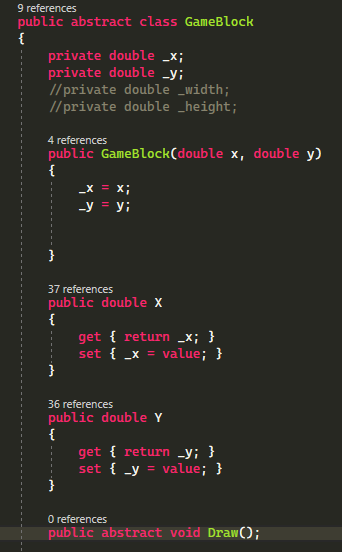 9 references
public abstract class GameBlock
{
private double _x;
private double _y;
//private double _width;
//private double _height;
4 references
public GameBlock(double x, double y)
{
_x = x;
_y = y;
}
37 references
public double X
{
get { return _x; }
set { _x = value; }
}
36 references
public double Y
{
get { return _y; }
set { _y = value; }
}
0 references
public abstract void Draw();